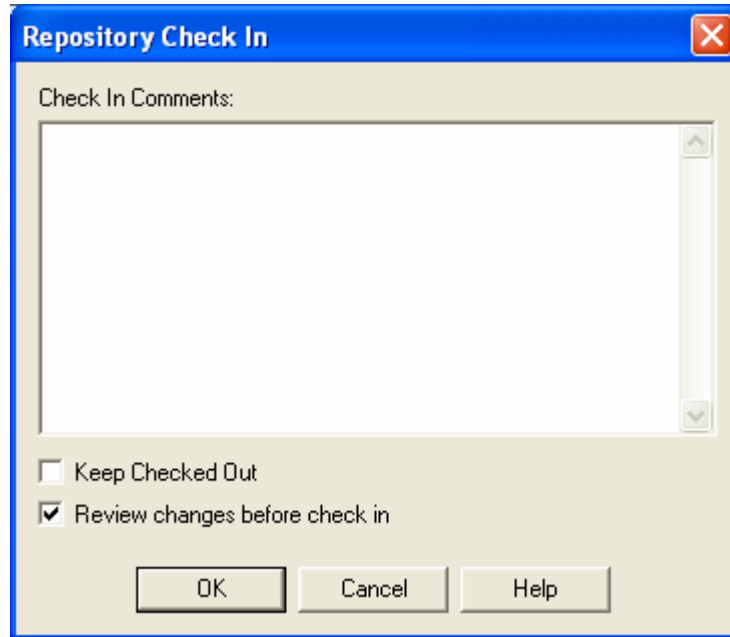 Repository Check In
Check In Comments:
Keep Checked Out
Review changes before check in
OK Cancel Help